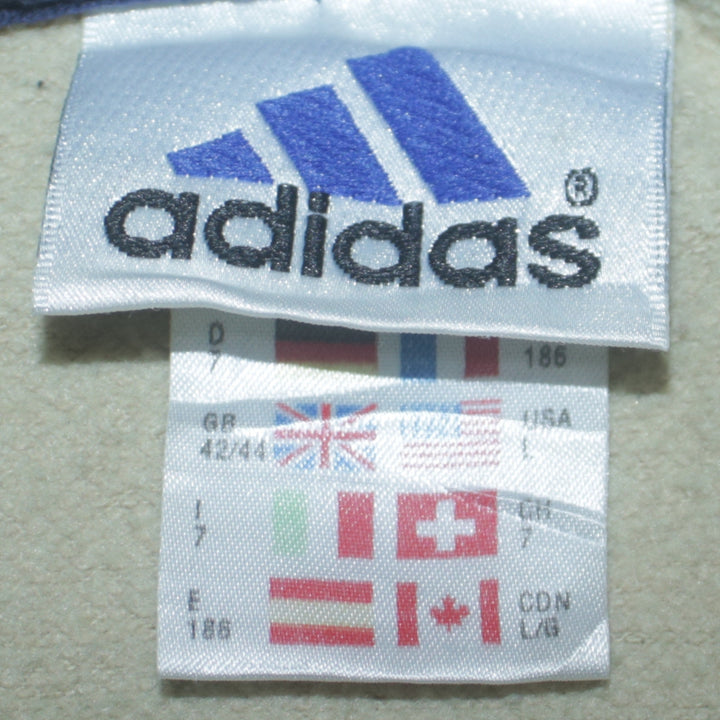 adidas®
D
7 186
GB USA
42/44 L
I CH
7 7
E CDN
186 L/G